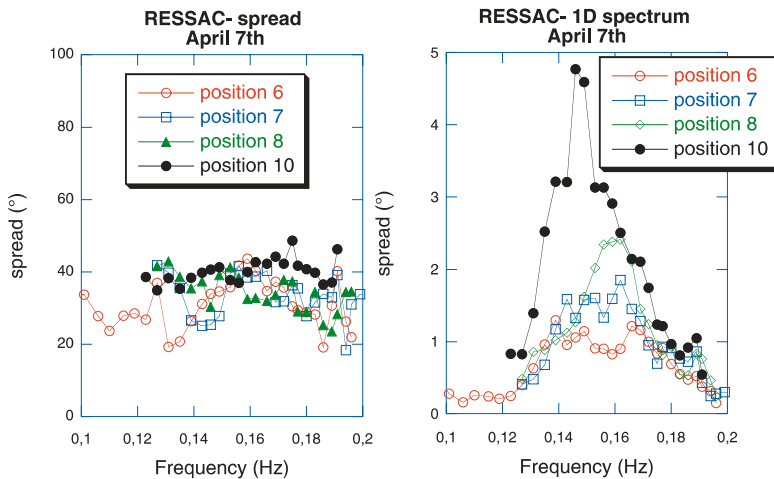 RESSAC- spread
April 7th
100
80
60
40
20
0
spread (°)
position 6
position 7
position 8
position 10
0,1
0,12
0,14
0,16
0,18
0,2
Frequency (Hz)
RESSAC- 1D spectrum
April 7th
5
4
3
2
1
0
spread (°)
position 6
position 7
position 8
position 10
0,1
0,12
0,14
0,16
0,18
0,2
Frequency (Hz)